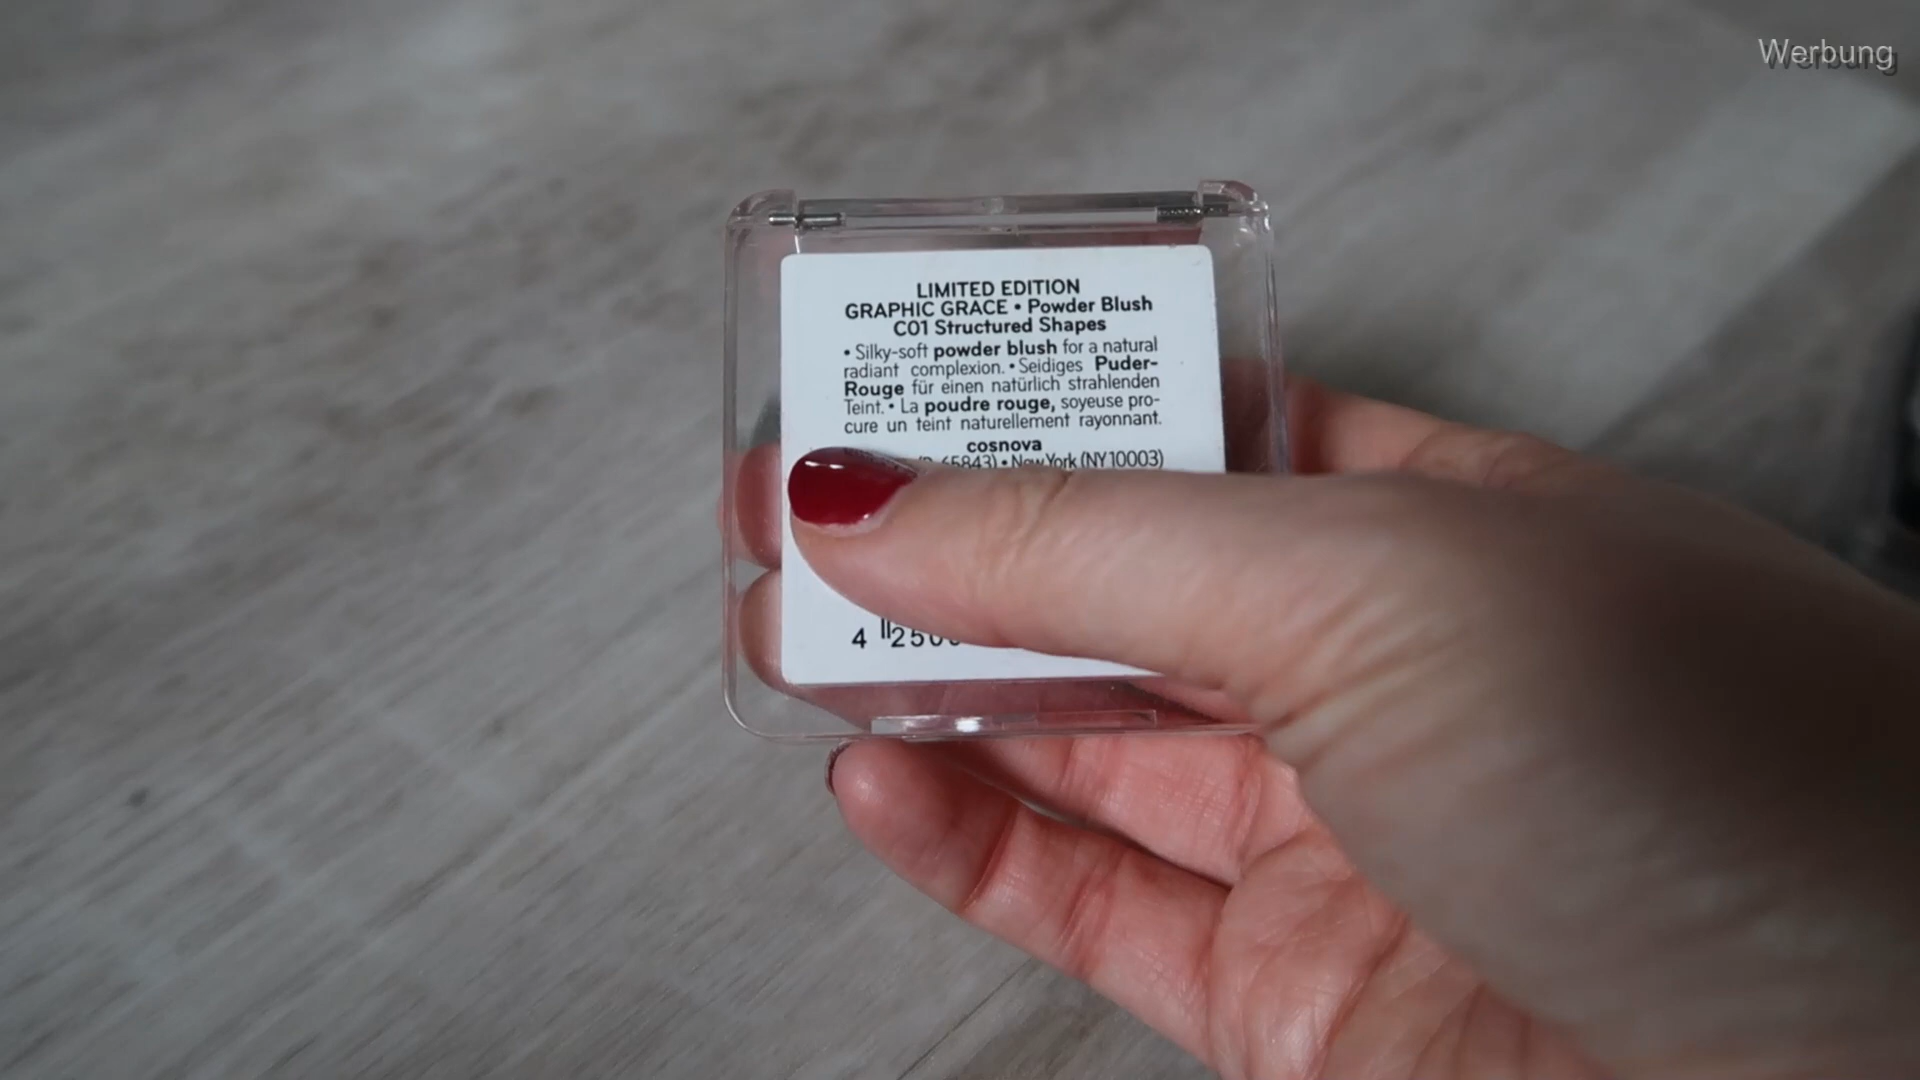 Werbung
LIMITED EDITION
GRAPHIC GRACE • Powder Blush
C01 Structured Shapes
• Silky-soft powder blush for a natural
radiant complexion. • Seidiges Puder-
Rouge für einen natürlich strahlenden
Teint. • La poudre rouge, soyeuse pro-
cure un teint naturellement rayonnant.
cosnova
65843) • New York (NY 10003)
4 250